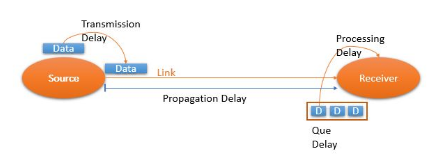 Transmission
Delay
Data
Data
Link
Source
Propagation Delay
Processing
Delay
Receiver
D D D
Que
Delay